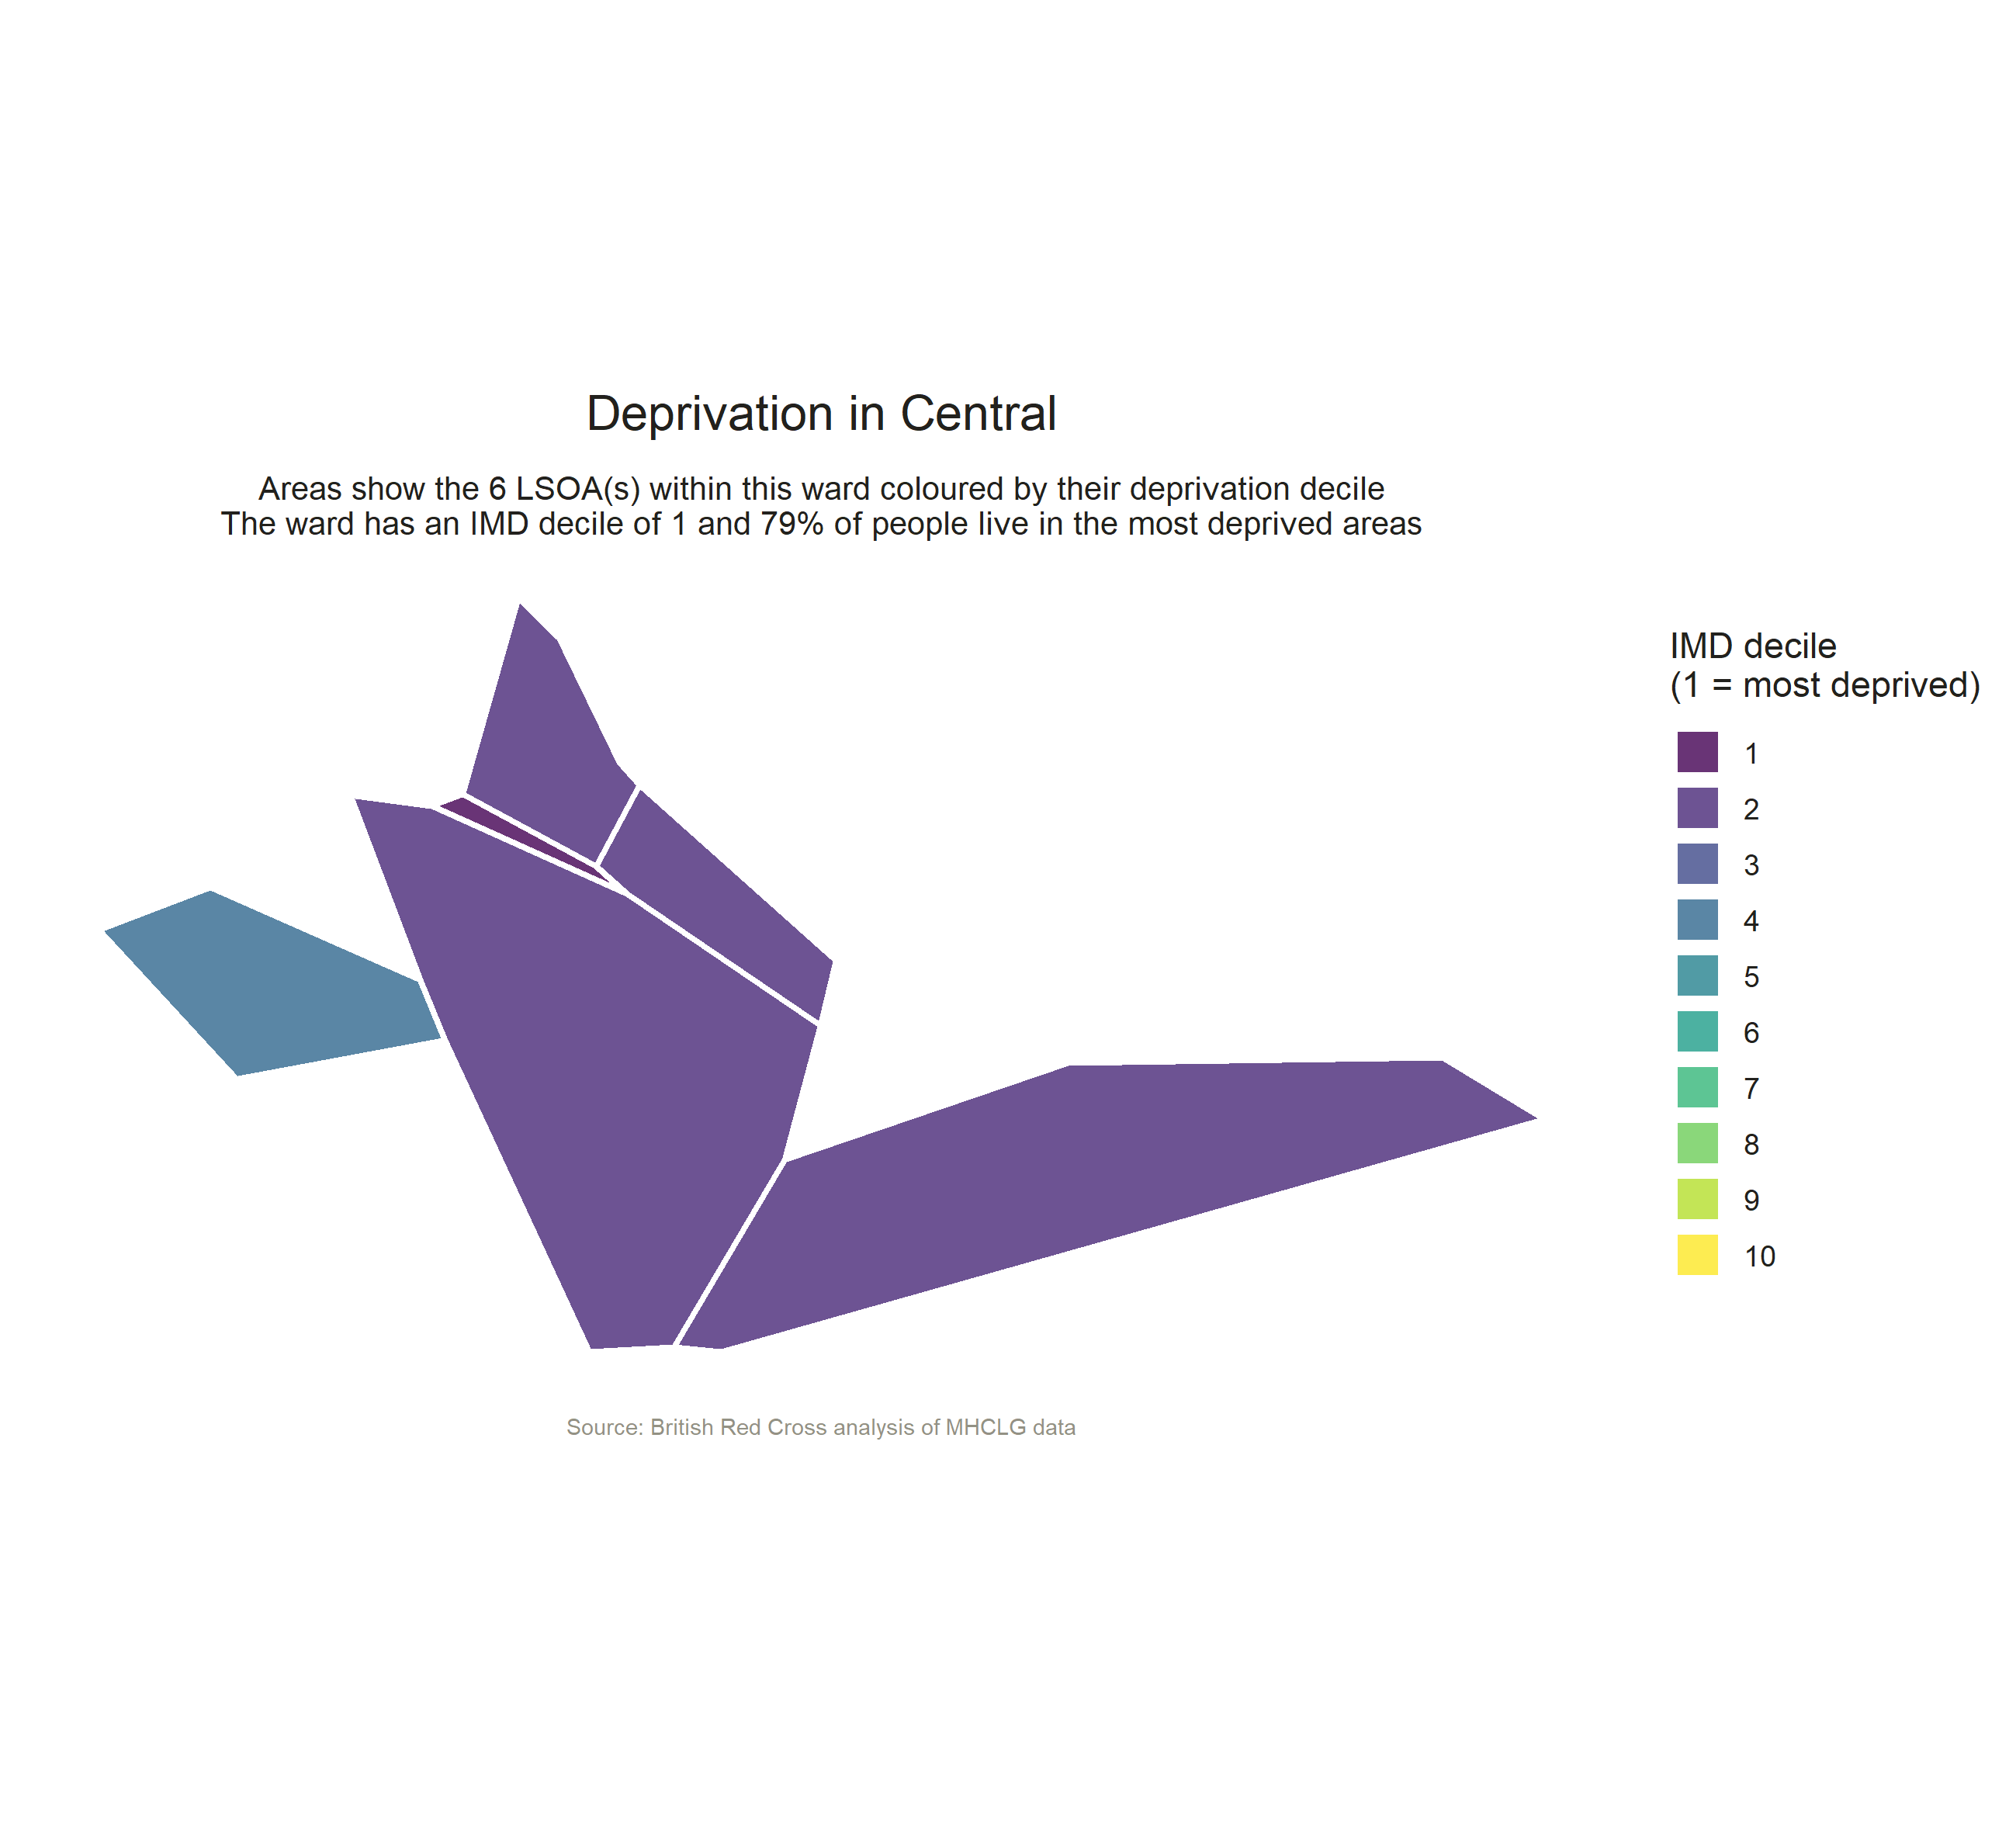 Deprivation in Central
Areas show the 6 LSOA(s) within this ward coloured by their deprivation decile
The ward has an IMD decile of 1 and 79% of people live in the most deprived areas
IMD decile
(1 = most deprived)
1
2
3
4
5
6
7
8
9
10
Source: British Red Cross analysis of MHCLG data